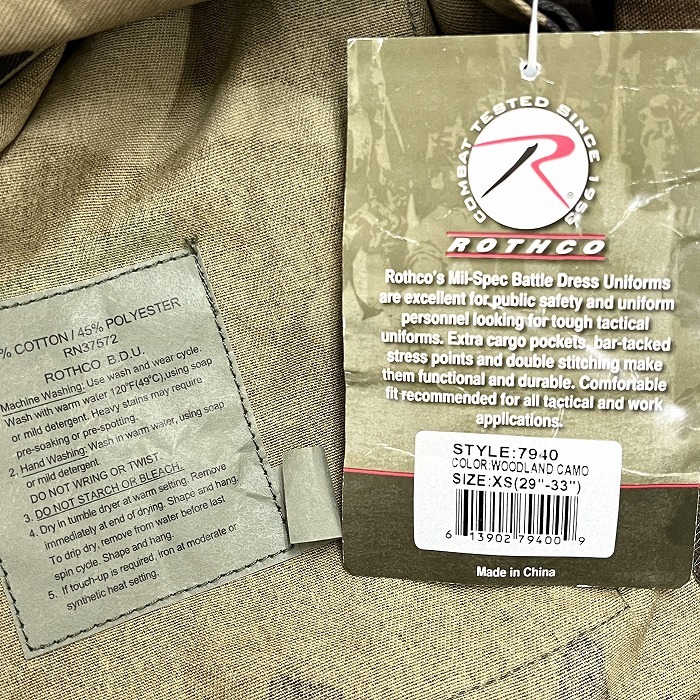 % COTTON / 45% POLYESTER
RN37572
ROTHCO B.D.U.
Machine Washing: Use wash and wear cycle.
Wash with warm water 120°F(49°C),using soap
or mild detergent. Heavy stains may require
pre-soaking or pre-spotting.
2. Hand Washing: Wash in warm water, using soap
or mild detergent.
DO NOT WRING OR TWIST.
3. DO NOT STARCH OR BLEACH.
4. Dry in tumble dryer at warm setting. Remove
immediately at end of drying. Shape and hang.
To drip dry, remove from water before last
spin cycle. Shape and hang.
5. If touch-up is required, iron at moderate or
synthetic heat setting.
COMBAT TESTED SINCE 1953
R
ROTHCO
Rothco's Mil-Spec Battle Dress Uniforms
are excellent for public safety and uniform
personnel looking for tough tactical
uniforms. Extra cargo pockets, bar-tacked
stress points and double stitching make
them functional and durable. Comfortable
fit recommended for all tactical and work
applications.
STYLE:7940
COLOR:WOODLAND CAMO
SIZE:XS(29"-33")
6 13902 79400 9
Made in China